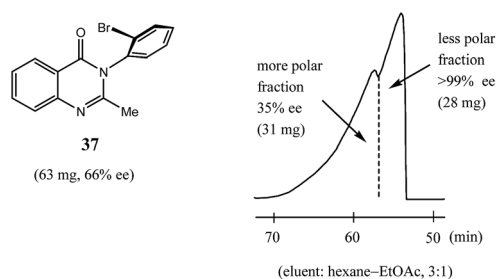 Br
O
N
N
Me
37
(63 mg, 66% ee)
more polar
fraction
35% ee
(31 mg)
less polar
fraction
>99% ee
(28 mg)
70 60 50 (min)
(eluent: hexane–EtOAc, 3:1)